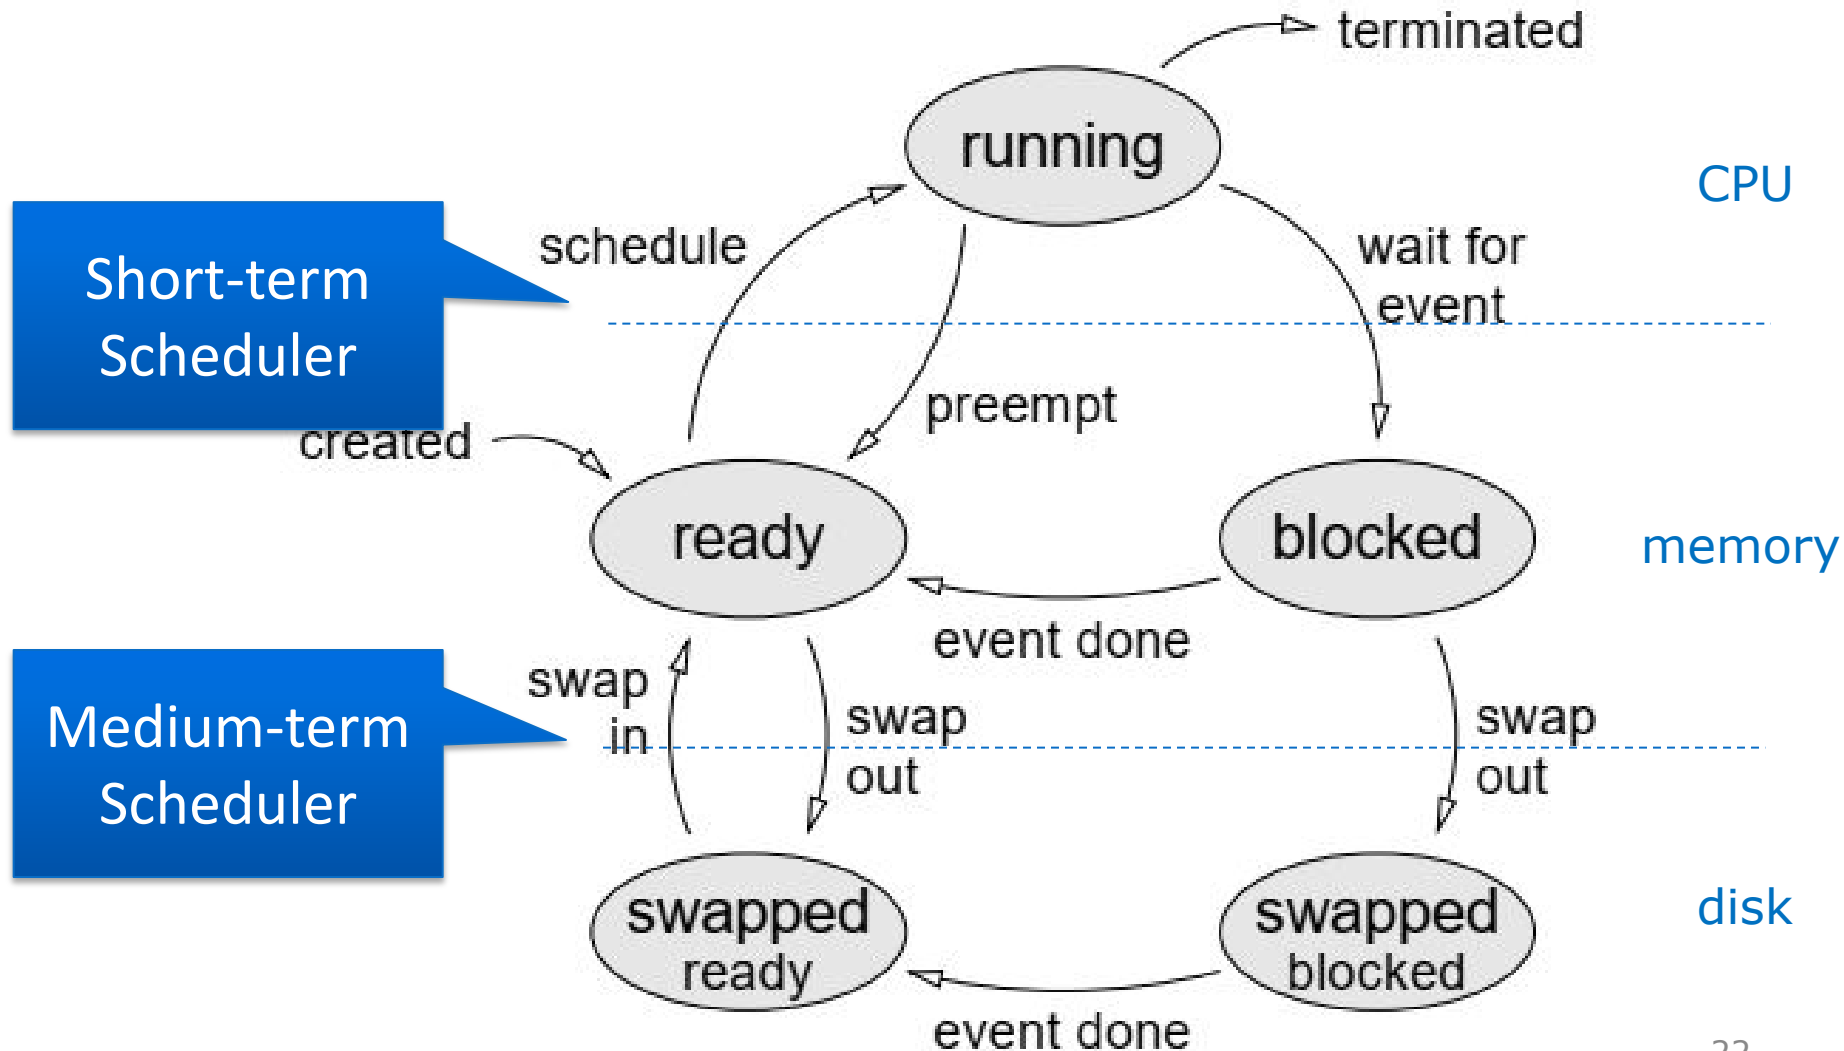 terminated
running
CPU
schedule
wait for
event
Short-term
Scheduler
preempt
created
ready
blocked
memory
event done
swap
in
swap
out
swap
out
Medium-term
Scheduler
swapped
ready
swapped
blocked
disk
event done